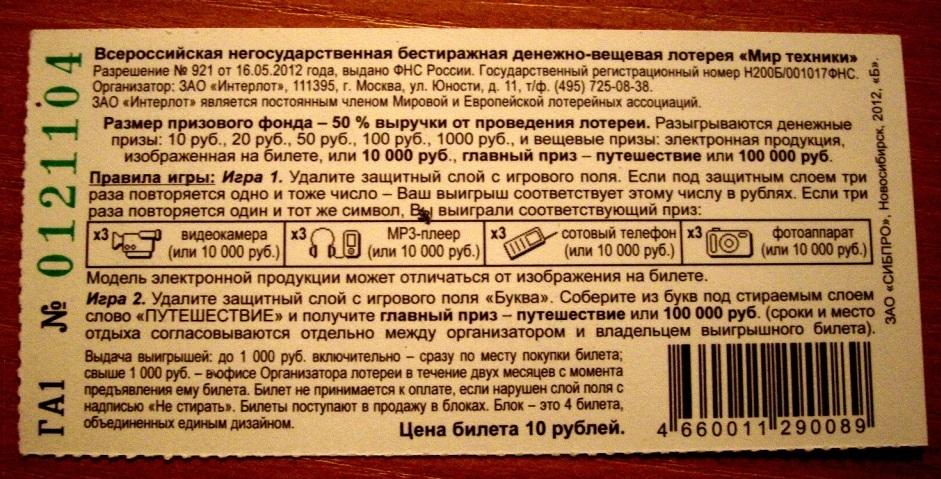 Всероссийская негосударственная бестиражная денежно-вещевая лотерея «Мир техники»
Разрешение № 921 от 16.05.2012 года, выдано ФНС России. Государственный регистрационный номер Н200Б/001017ФНС.
Организатор: ЗАО «Интерлот», 111395, г. Москва, ул. Юности, д. 11, т/ф. (495) 725-08-38.
ЗАО «Интерлот» является постоянным членом Мировой и Европейской лотерейных ассоциаций.
Размер призового фонда – 50 % выручки от проведения лотереи. Разыгрываются денежные
призы: 10 руб., 20 руб., 50 руб., 100 руб., 1000 руб., и вещевые призы: электронная продукция,
изображенная на билете, или 10 000 руб., главный приз – путешествие или 100 000 руб.
Правила игры: Игра 1. Удалите защитный слой с игрового поля. Если под защитным слоем три
раза повторяется одно и тоже число – Ваш выигрыш соответствует этому числу в рублях. Если три
раза повторяется один и тот же символ, Вы выиграли соответствующий приз:
х3 видеокамера (или 10 000 руб.)
х3 МР3-плеер (или 10 000 руб.)
х3 сотовый телефон (или 10 000 руб.)
х3 фотоаппарат (или 10 000 руб.)
Модель электронной продукции может отличаться от изображения на билете.
Игра 2. Удалите защитный слой с игрового поля «Буква». Соберите из букв под стираемым слоем
слово «ПУТЕШЕСТВИЕ» и получите главный приз – путешествие или 100 000 руб. (сроки и место
отдыха согласовываются отдельно между организатором и владельцем выигрышного билета).
Выдача выигрышей: до 1 000 руб. включительно – сразу по месту покупки билета;
свыше 1 000 руб. – в офисе Организатора лотереи в течение двух месяцев с момента
предъявления ему билета. Билет не принимается к оплате, если нарушен слой поля с
надписью «Не стирать». Билеты поступают в продажу в блоках. Блок – это 4 билета,
объединенных единым дизайном.
Цена билета 10 рублей.
4 660011 290089
ГА1 № 01211104
ЗАО «СИБПРО», Новосибирск, 2012, «Б».